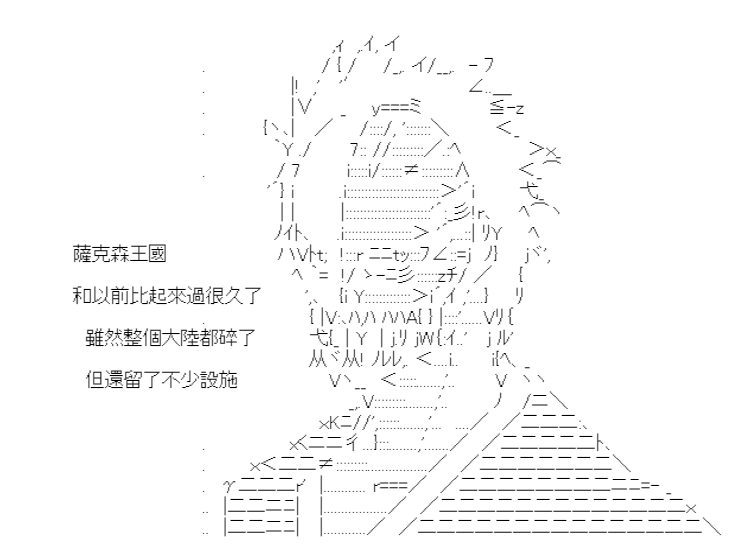 薩克森王國
和以前比起來過很久了
雖然整個大陸都碎了
但還留了不少設施